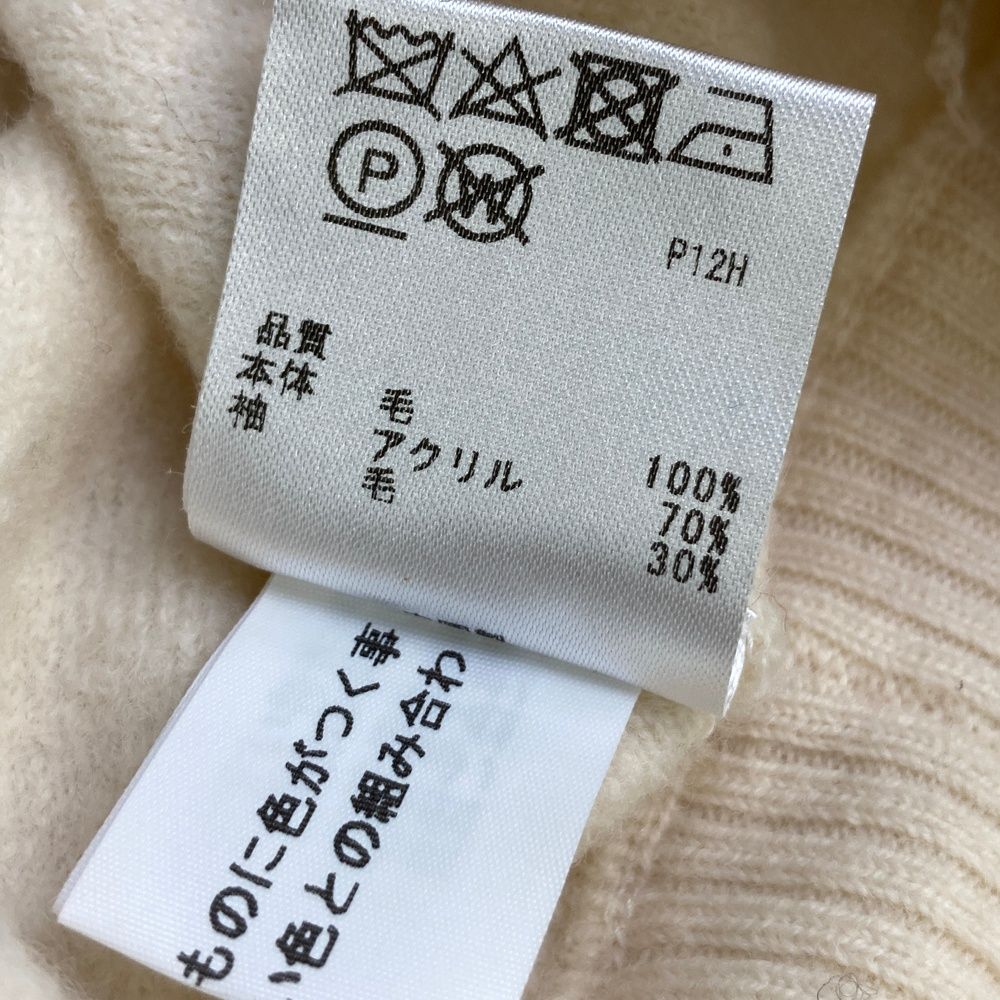 P
W
P12H
品質
本体 毛 100%
袖 アクリル 70%
毛 30%
ものに色がつく事
い色との組み合わ